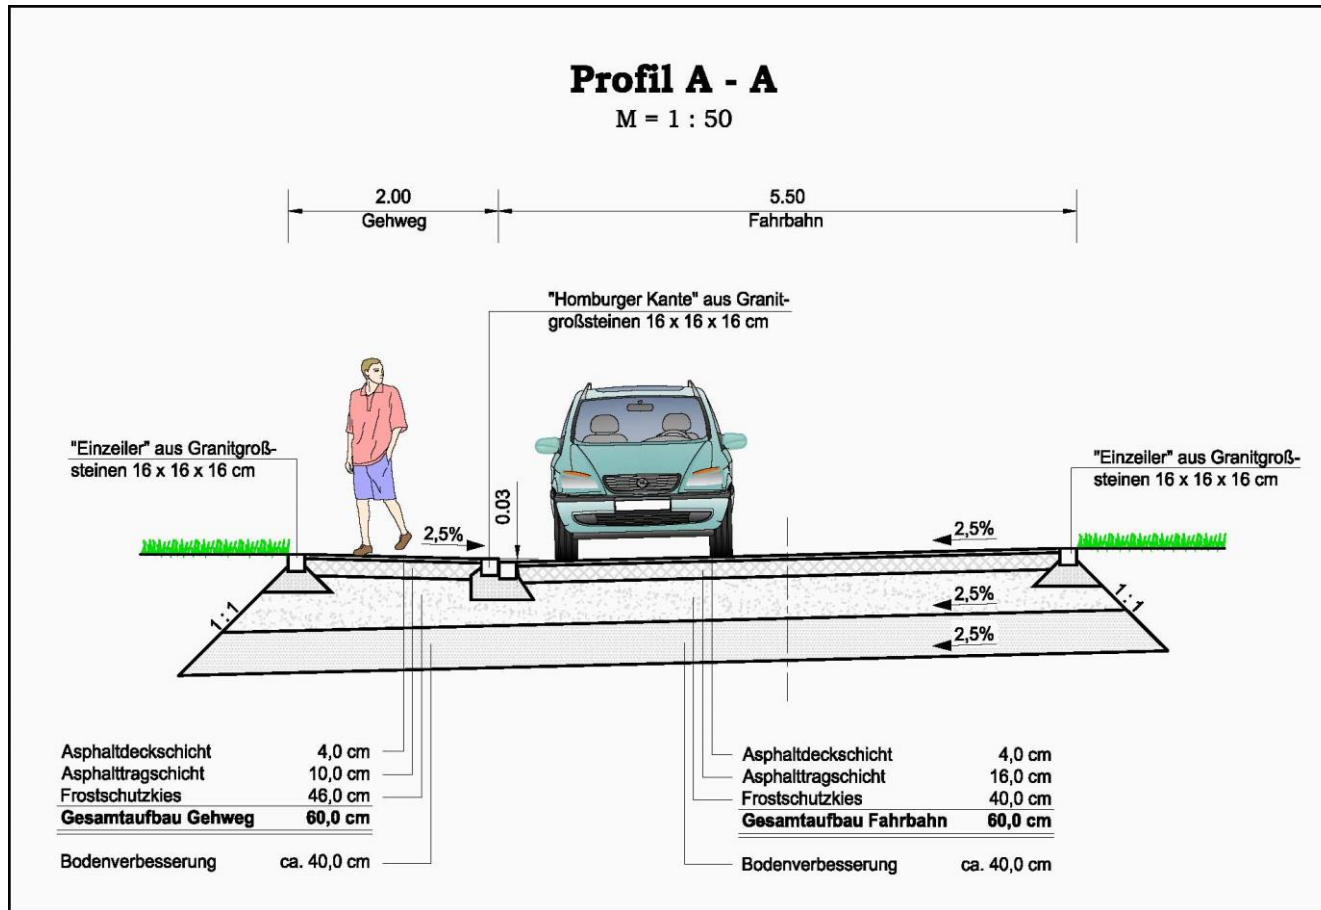 Profil A - A
M = 1 : 50
2.00
5.50
Gehweg
Fahrbahn
"Homburger Kante" aus Granit-
großsteinen 16 x 16 x 16 cm
"Einzeiler" aus Granitgroß-
steinen 16 x 16 x 16 cm
"Einzeiler" aus Granitgroß-
steinen 16 x 16 x 16 cm
0.03
2,5%
2,5%
1:1
1:1
2,5%
2,5%
Asphaltdeckschicht 4,0 cm
Asphalttragschicht 10,0 cm
Frostschutzkies 46,0 cm
Gesamtaufbau Gehweg 60,0 cm
Bodenverbesserung ca. 40,0 cm
Asphaltdeckschicht 4,0 cm
Asphalttragschicht 16,0 cm
Frostschutzkies 40,0 cm
Gesamtaufbau Fahrbahn 60,0 cm
Bodenverbesserung ca. 40,0 cm